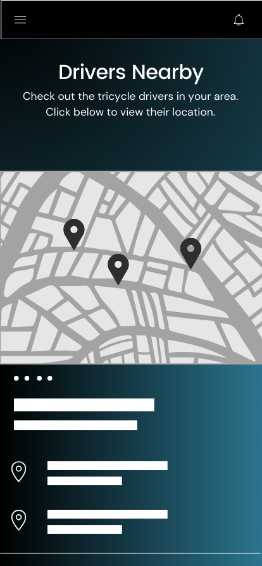 Drivers Nearby
Check out the tricycle drivers in your area.
Click below to view their location.